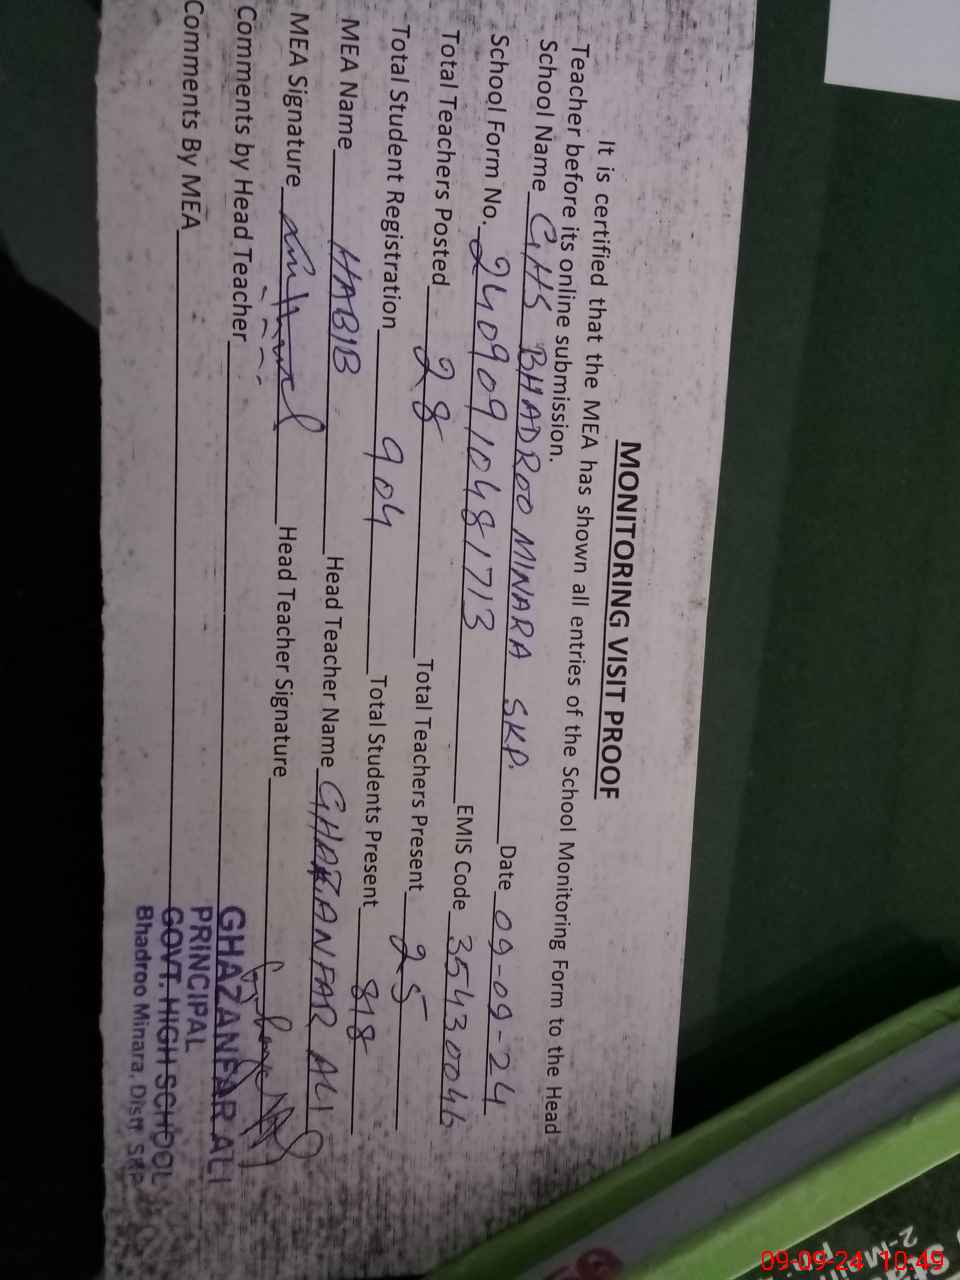 MONITORING VISIT PROOF
It is certified that the MEA has shown all entries of the School Monitoring Form to the Head
Teacher before its online submission.
School Name GHS BHADROO MINARA SKP. Date 09-09-24
School Form No. 24090910481713 EMIS Code 35430046
Total Teachers Posted 28 Total Teachers Present 25
Total Student Registration 904 Total Students Present 818
MEA Name HABIB Head Teacher Name GHAZANFAR ALI
MEA Signature Head Teacher Signature
Comments by Head Teacher
Comments By MEA
GHAZANFAR ALI
PRINCIPAL
GOVT. HIGH SCHOOL
Bhadroo Minara, Distt. SKP
09-09-24 10:49